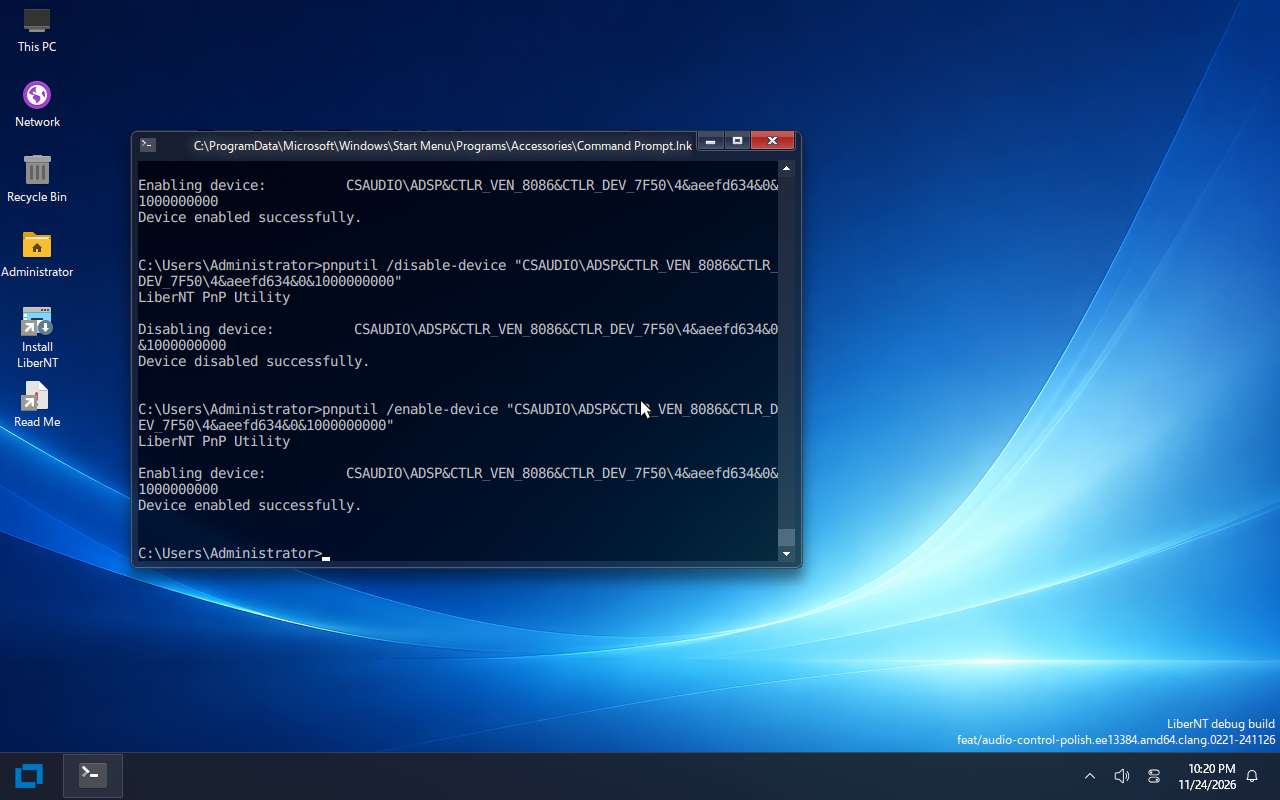 This PC
Network
Recycle Bin
Administrator
Install
LiberNT
Read Me
C:\ProgramData\Microsoft\Windows\Start Menu\Programs\Accessories\Command Prompt.lnk
Enabling device:          CSAUDIO\ADSP&CTLR_VEN_8086&CTLR_DEV_7F50\4&aeefd634&0&
1000000000
Device enabled successfully.
C:\Users\Administrator>pnputil /disable-device "CSAUDIO\ADSP&CTLR_VEN_8086&CTLR_
DEV_7F50\4&aeefd634&0&1000000000"
LiberNT PnP Utility
Disabling device:          CSAUDIO\ADSP&CTLR_VEN_8086&CTLR_DEV_7F50\4&aeefd634&0
&1000000000
Device disabled successfully.
C:\Users\Administrator>pnputil /enable-device "CSAUDIO\ADSP&CTLR_VEN_8086&CTLR_D
EV_7F50\4&aeefd634&0&1000000000"
LiberNT PnP Utility
Enabling device:          CSAUDIO\ADSP&CTLR_VEN_8086&CTLR_DEV_7F50\4&aeefd634&0&
1000000000
Device enabled successfully.
C:\Users\Administrator>
LiberNT debug build
feat/audio-control-polish.ee13384.amd64.clang.0221-241126
10:20 PM
11/24/2026